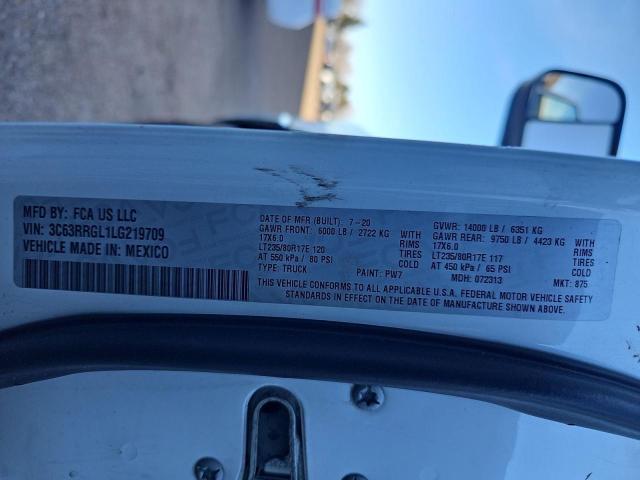 MFD BY: FCA US LLC
VIN: 3C63RRGL1LG219709
VEHICLE MADE IN: MEXICO
DATE OF MFR (BUILT): 7-20
GAWR FRONT: 6000 LB / 2722 KG WITH
17X6.0 RIMS
LT235/80R17E 120 TIRES
AT 550 kPa / 80 PSI COLD
TYPE: TRUCK PAINT: PW7
GVWR: 14000 LB / 6351 KG
GAWR REAR: 9750 LB / 4423 KG WITH
17X6.0 RIMS
LT235/80R17E 117 TIRES
AT 450 kPa / 65 PSI COLD
MDH: 072313 MKT: 875
THIS VEHICLE CONFORMS TO ALL APPLICABLE U.S.A. FEDERAL MOTOR VEHICLE SAFETY
STANDARDS IN EFFECT ON THE DATE OF MANUFACTURE SHOWN ABOVE.